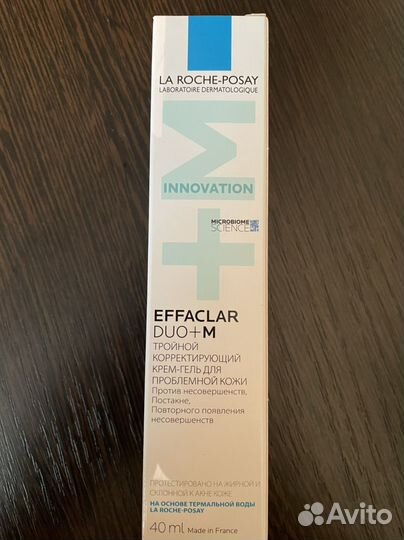 LA ROCHE-POSAY
LABORATOIRE DERMATOLOGIQUE
+M
INNOVATION
MICROBIOME
SCIENCE
EFFACLAR
DUO+M
ТРОЙНОЙ
КОРРЕКТИРУЮЩИЙ
КРЕМ-ГЕЛЬ ДЛЯ
ПРОБЛЕМНОЙ КОЖИ
Против несовершенств,
Постакне,
Повторного появления
несовершенств
ПРОТЕСТИРОВАНО НА ЖИРНОЙ И
СКЛОННОЙ К АКНЕ КОЖЕ
НА ОСНОВЕ ТЕРМАЛЬНОЙ ВОДЫ
LA ROCHE-POSAY
40 ml Made in France
Avito